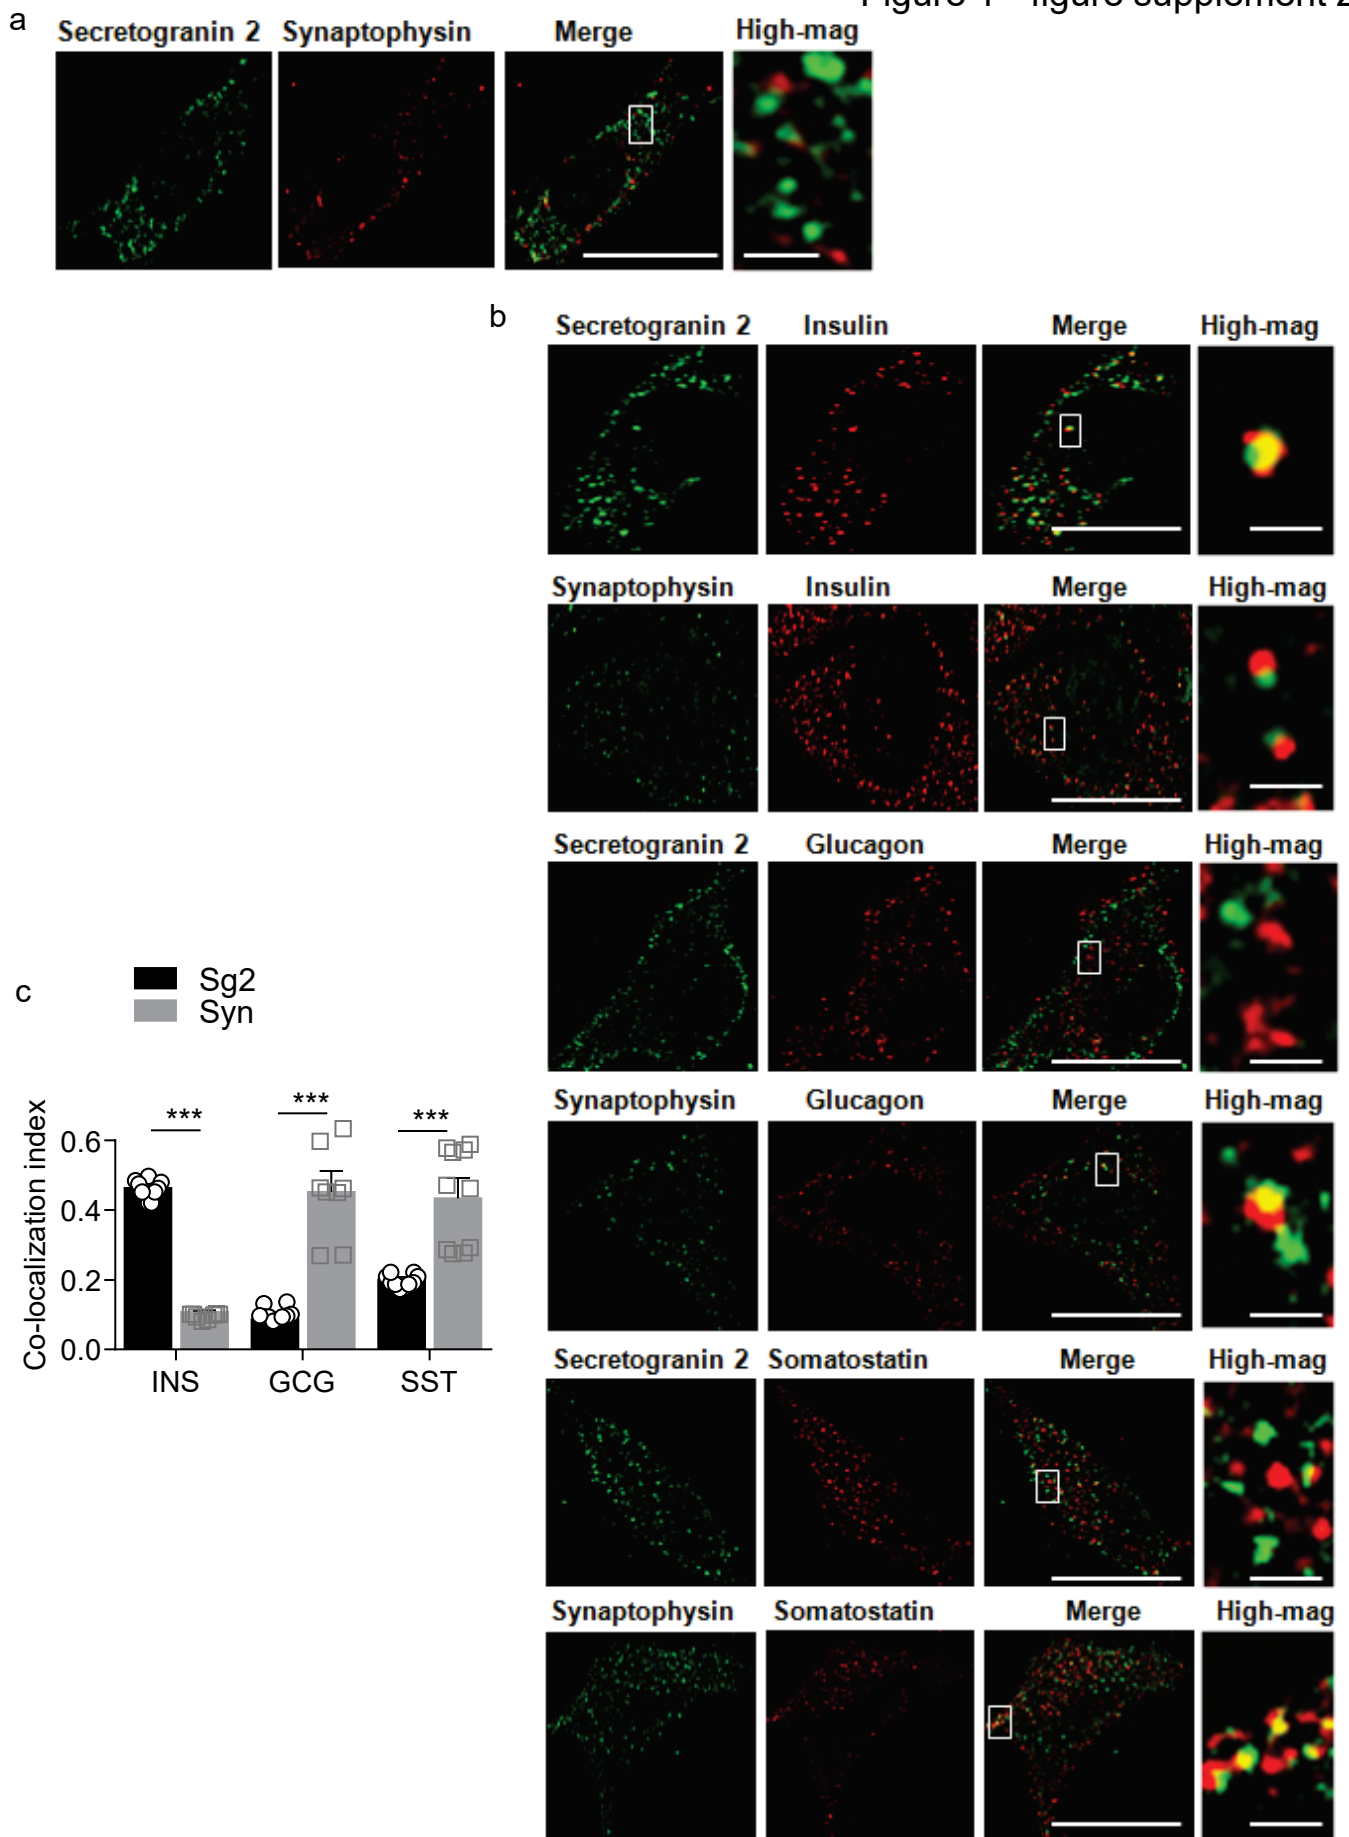 a
Secretogranin 2 Synaptophysin Merge High-mag
b
Secretogranin 2 Insulin Merge High-mag
Synaptophysin Insulin Merge High-mag
Secretogranin 2 Glucagon Merge High-mag
Synaptophysin Glucagon Merge High-mag
Secretogranin 2 Somatostatin Merge High-mag
Synaptophysin Somatostatin Merge High-mag
c
Sg2
Syn
Co-localization index
0.6
0.4
0.2
0.0
***
***
***
INS GCG SST